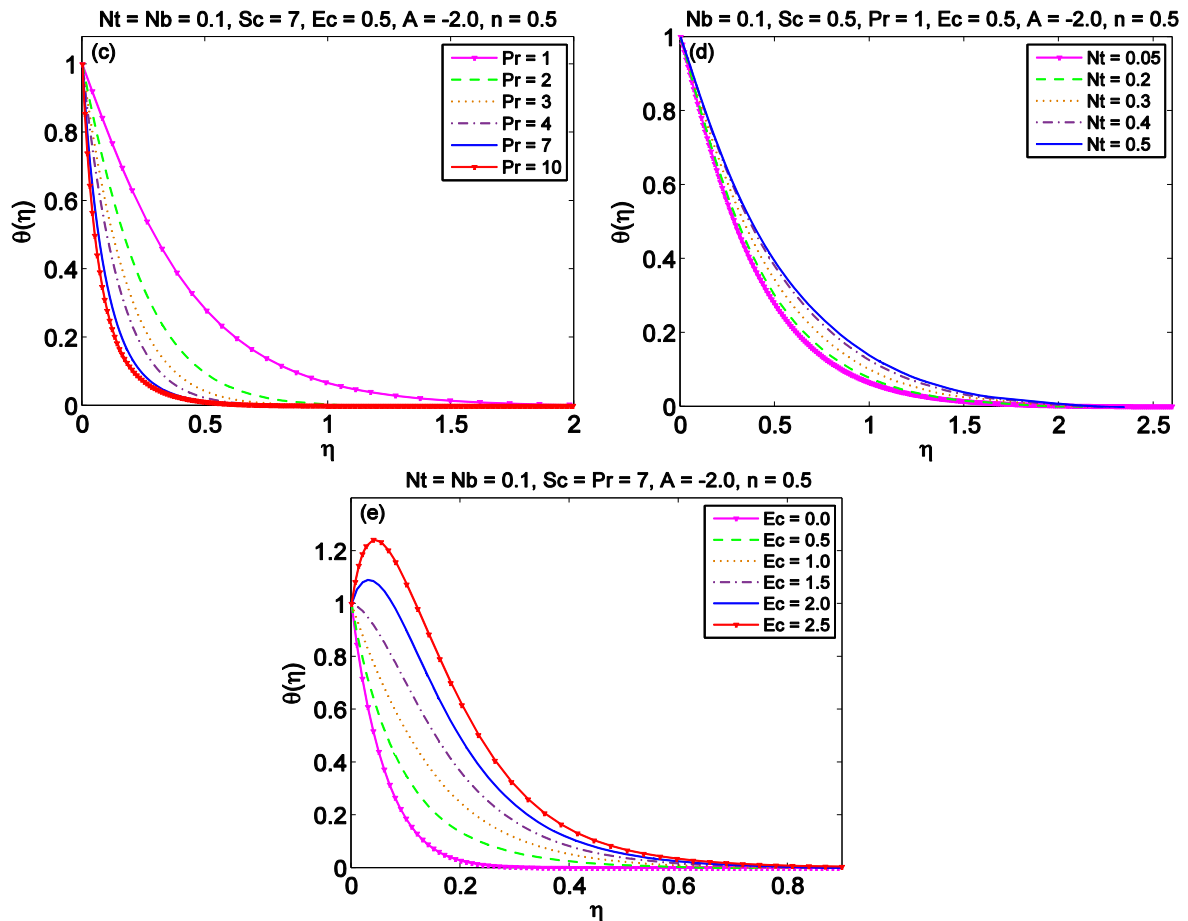 Nt = Nb = 0.1, Sc = 7, Ec = 0.5, A = -2.0, n = 0.5
(c)
Pr = 1
Pr = 2
Pr = 3
Pr = 4
Pr = 7
Pr = 10
1
0.8
0.6
0.4
0.2
0
θ(η)
0 0.5 1 1.5 2
η
Nb = 0.1, Sc = 0.5, Pr = 1, Ec = 0.5, A = -2.0, n = 0.5
(d)
Nt = 0.05
Nt = 0.2
Nt = 0.3
Nt = 0.4
Nt = 0.5
1
0.8
0.6
0.4
0.2
0
θ(η)
0 0.5 1 1.5 2 2.5
η
Nt = Nb = 0.1, Sc = Pr = 7, A = -2.0, n = 0.5
(e)
Ec = 0.0
Ec = 0.5
Ec = 1.0
Ec = 1.5
Ec = 2.0
Ec = 2.5
1.2
1
0.8
0.6
0.4
0.2
0
θ(η)
0 0.2 0.4 0.6 0.8
η